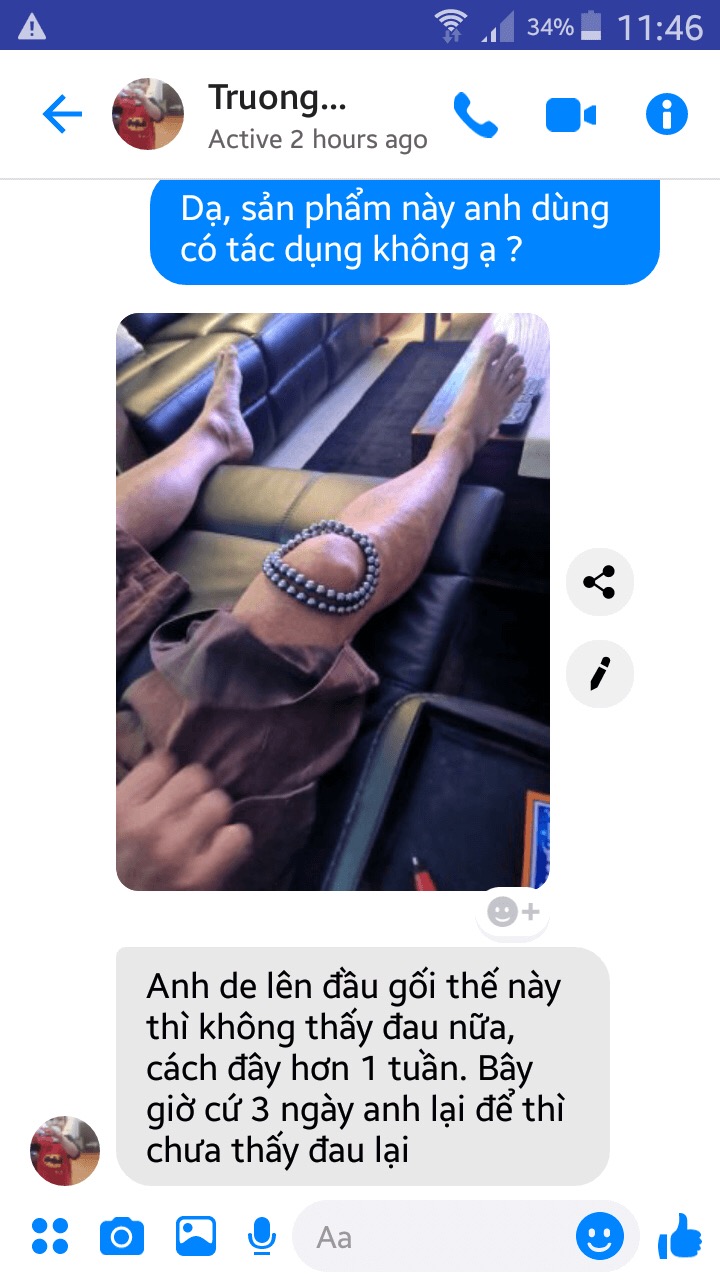 34% 11:46
Truong...
Active 2 hours ago
Dạ, sản phẩm này anh dùng
có tác dụng không ạ ?
Anh de lên đầu gối thế này
thì không thấy đau nữa,
cách đây hơn 1 tuần. Bây
giờ cứ 3 ngày anh lại để thì
chưa thấy đau lại
Aa